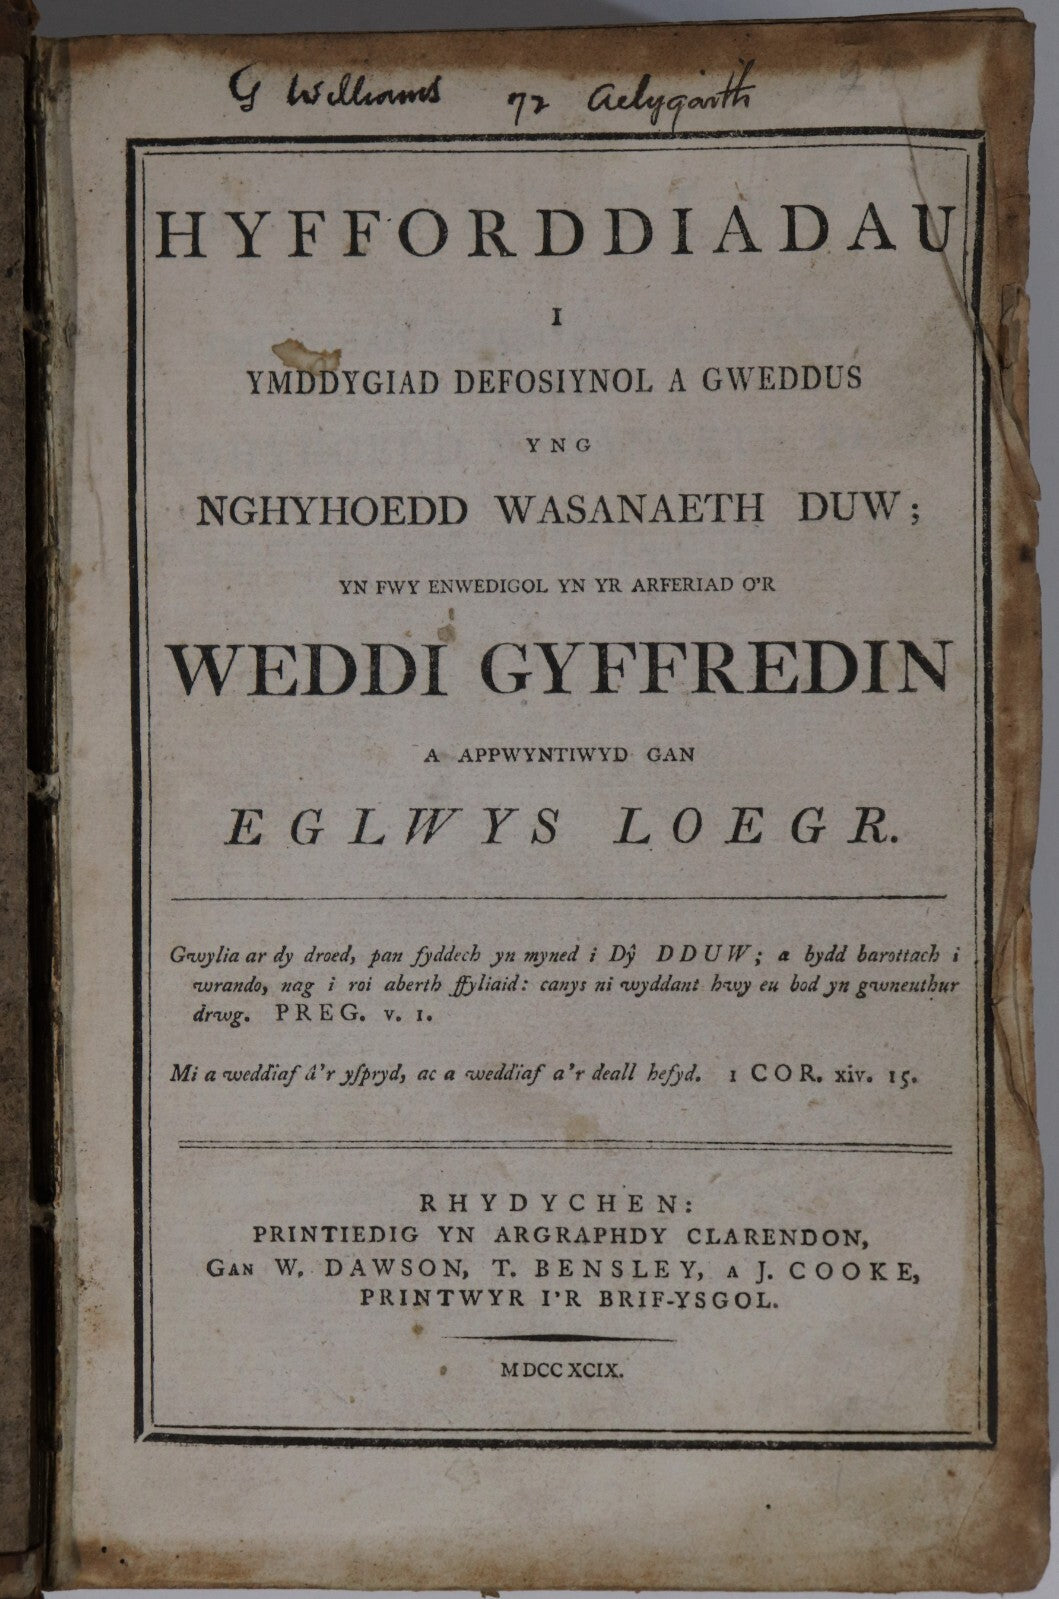 G Williams 72 Aelygarth
HYFFORDDIADAU
I
YMDDYGIAD DEFOSIYNOL A GWEDDUS
YNG
NGHYHOEDD WASANAETH DUW;
YN FWY ENWEDIGOL YN YR ARFERIAD O'R
WEDDI GYFFREDIN
A APPWYNTIWYD GAN
EGLWYS LOEGR.
Gwylia ar dy droed, pan fyddech yn myned i Dŷ DDUW; a bydd barottach i
wrando, nag i roi aberth ffyliaid: canys ni wyddant hwy eu bod yn gwneuthur
drwg. PREG. v. 1.
Mi a weddïaf â'r yſpryd, ac a weddïaf a'r deall hefyd. 1 COR. xiv. 15.
RHYDYCHEN:
PRINTIEDIG YN ARGRAPHDY CLARENDON,
GAN W. DAWSON, T. BENSLEY, A J. COOKE,
PRINTWYR I'R BRIF-YSGOL.
MDCCXCIX.